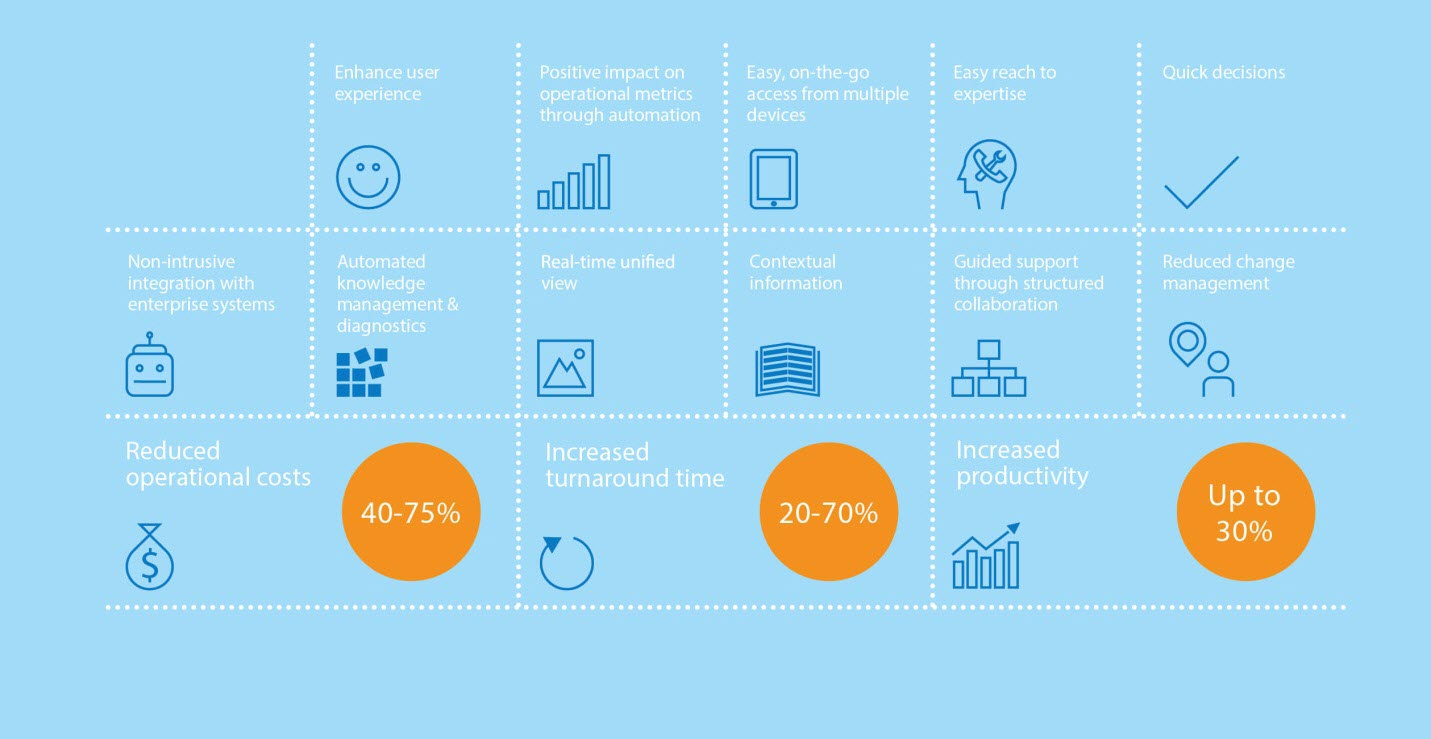 Enhance user
experience
Positive impact on
operational metrics
through automation
Easy, on-the-go
access from multiple
devices
Easy reach to
expertise
Quick decisions
Non-intrusive
integration with
enterprise systems
Automated
knowledge
management &
diagnostics
Real-time unified
view
Contextual
information
Guided support
through structured
collaboration
Reduced change
management
Reduced
operational costs
$
40-75%
Increased
turnaround time
20-70%
Increased
productivity
Up to
30%